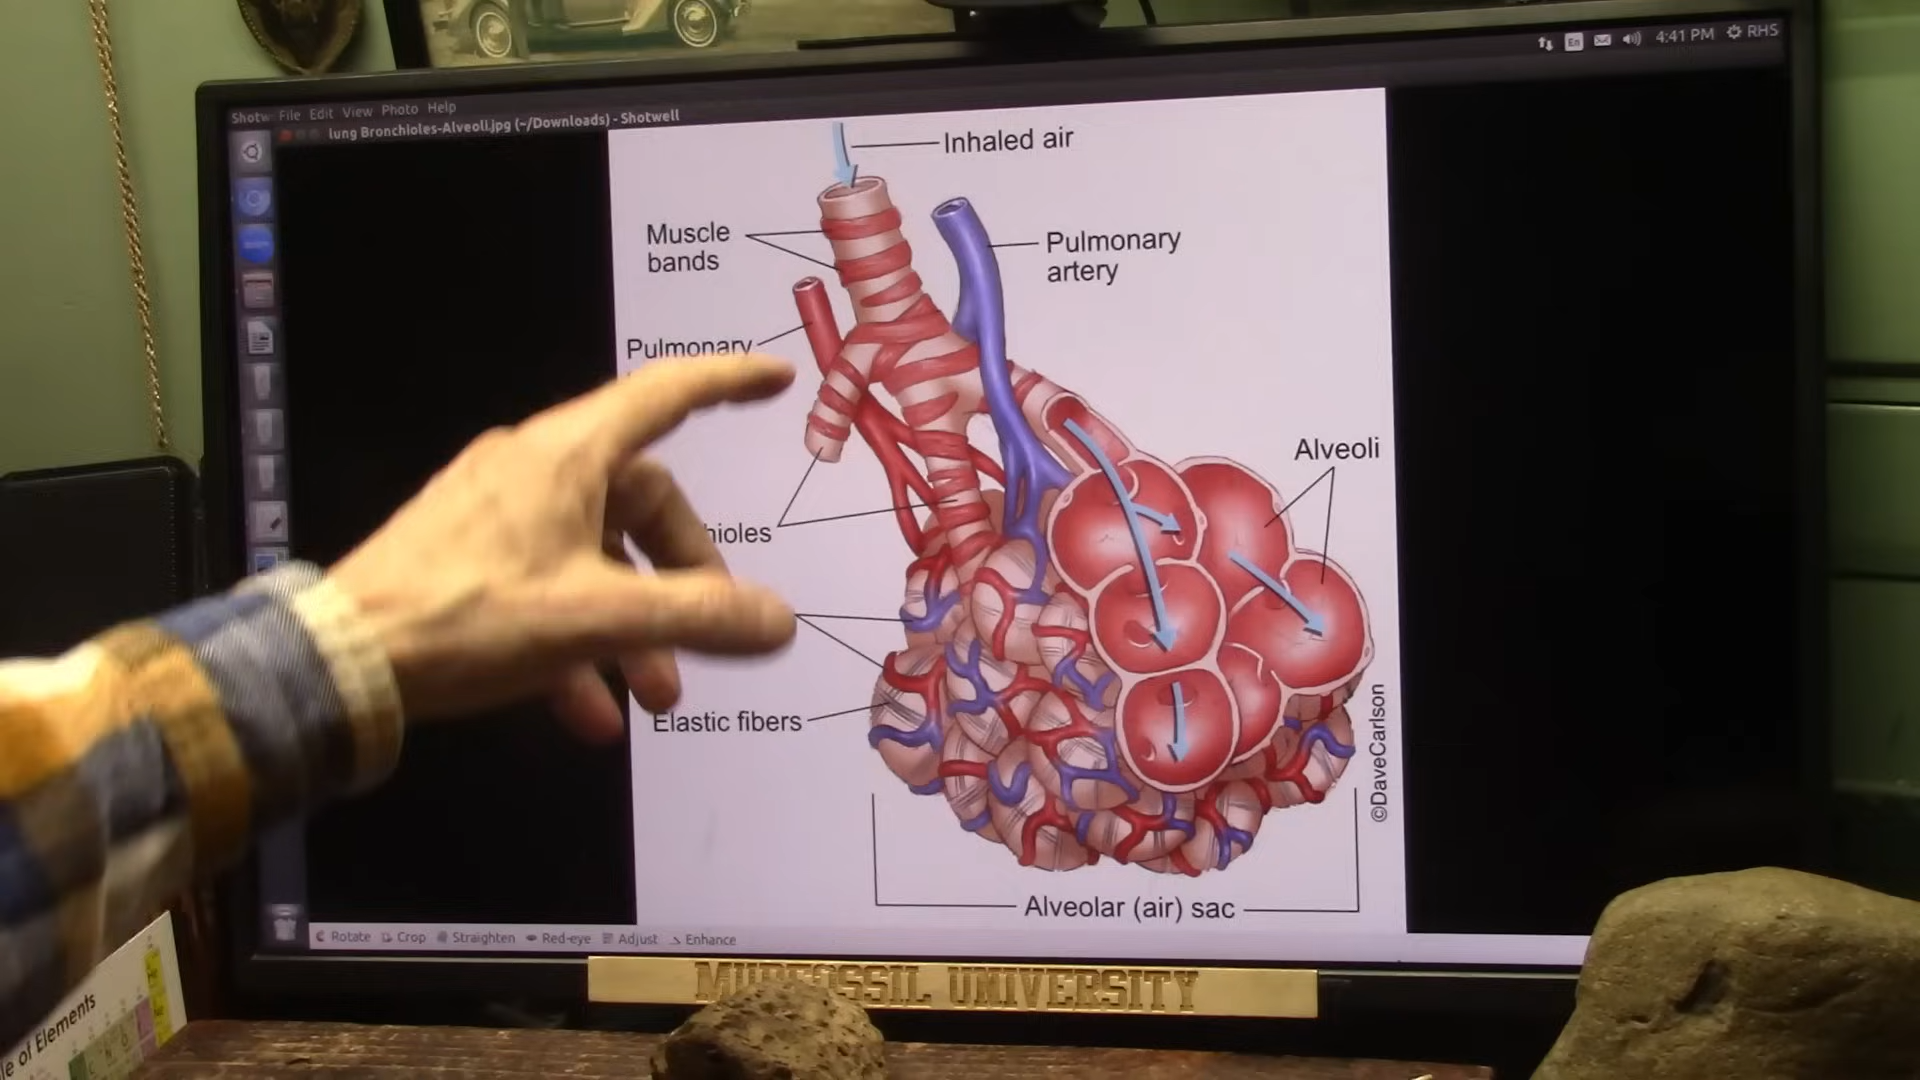 4:41 PM RHS
En
Shotw File Edit View Photo Help
lung Bronchioles-Alveoli.jpg (~/Downloads) - Shotwell
Inhaled air
Muscle
bands
Pulmonary
artery
Pulmonary
Alveoli
hioles
Elastic fibers
©DaveCarlson
Alveolar (air) sac
Rotate Crop Straighten Red-eye Adjust Enhance
MUDFOSSIL UNIVERSITY
le of Elements